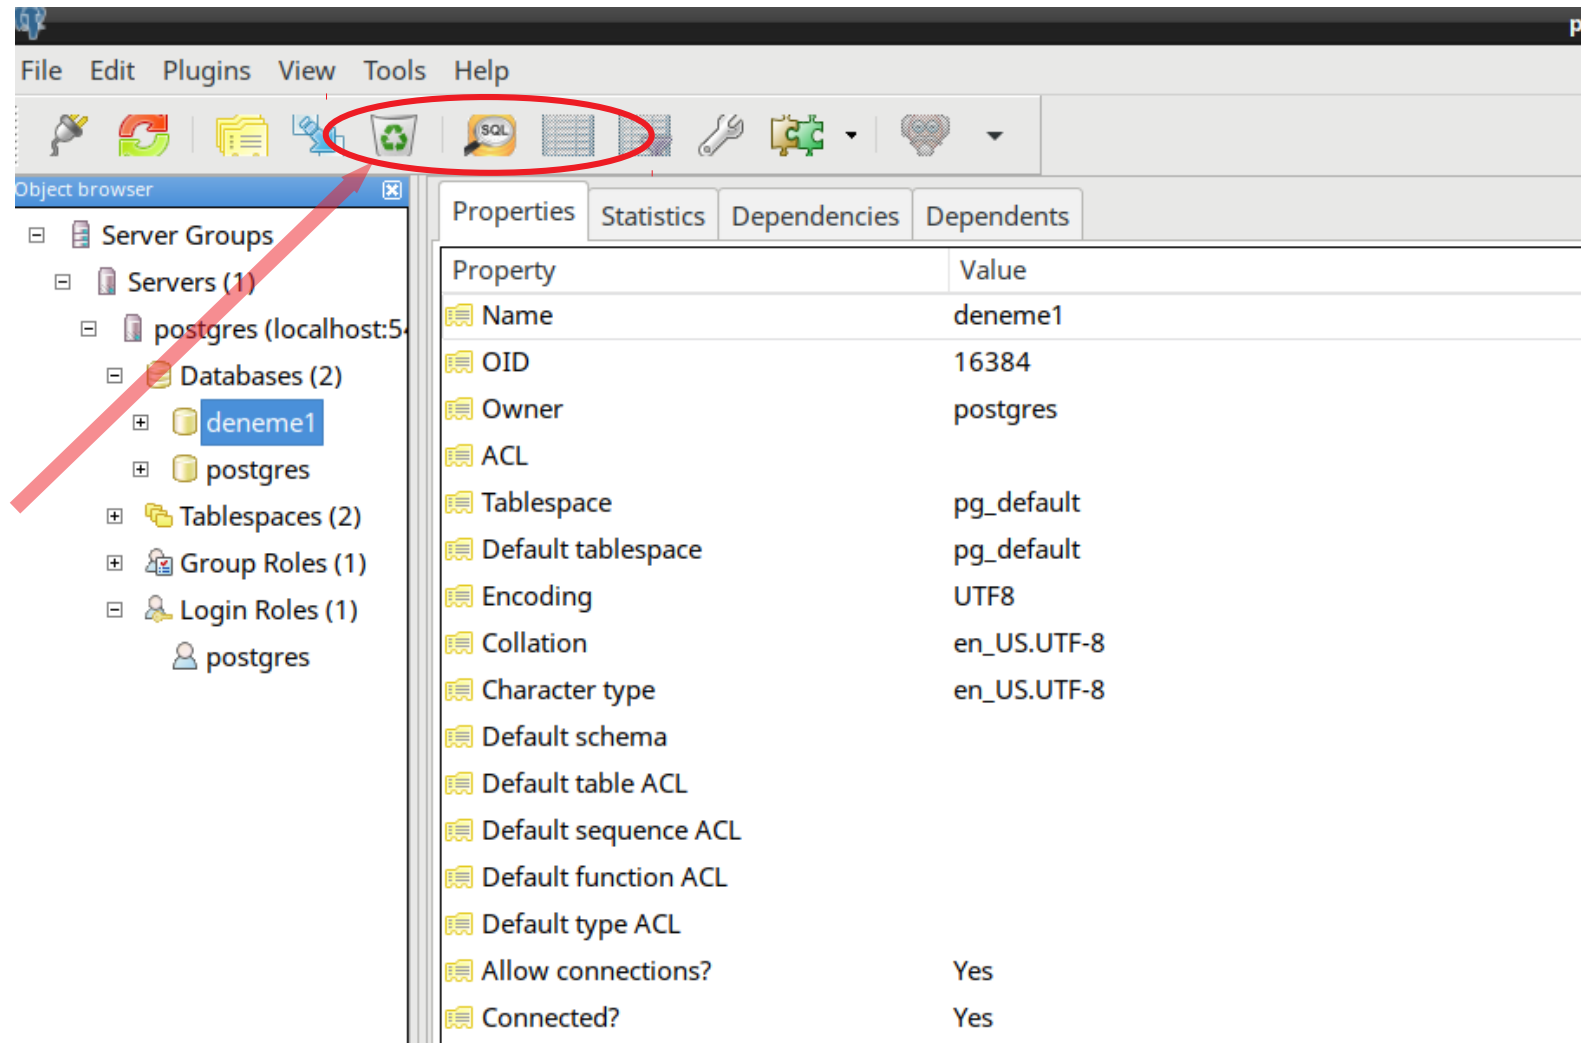 p
File Edit Plugins View Tools Help
SQL
Object browser
Server Groups
Servers (1)
postgres (localhost:54
Databases (2)
deneme1
postgres
Tablespaces (2)
Group Roles (1)
Login Roles (1)
postgres
Properties Statistics Dependencies Dependents
Property Value
Name deneme1
OID 16384
Owner postgres
ACL
Tablespace pg_default
Default tablespace pg_default
Encoding UTF8
Collation en_US.UTF-8
Character type en_US.UTF-8
Default schema
Default table ACL
Default sequence ACL
Default function ACL
Default type ACL
Allow connections? Yes
Connected? Yes